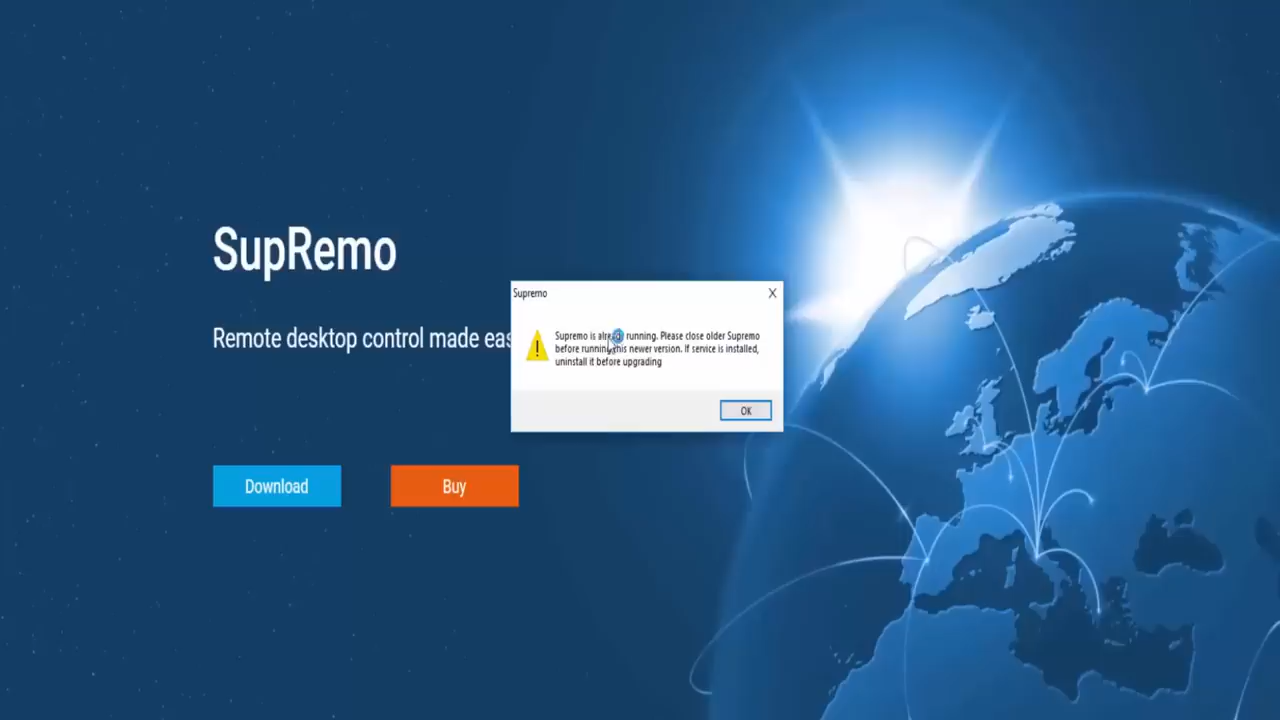 SupRemo
Remote desktop control made eas
Supremo
Supremo is already running. Please close older Supremo
before running this newer version. If service is installed,
uninstall it before upgrading
OK
Download
Buy